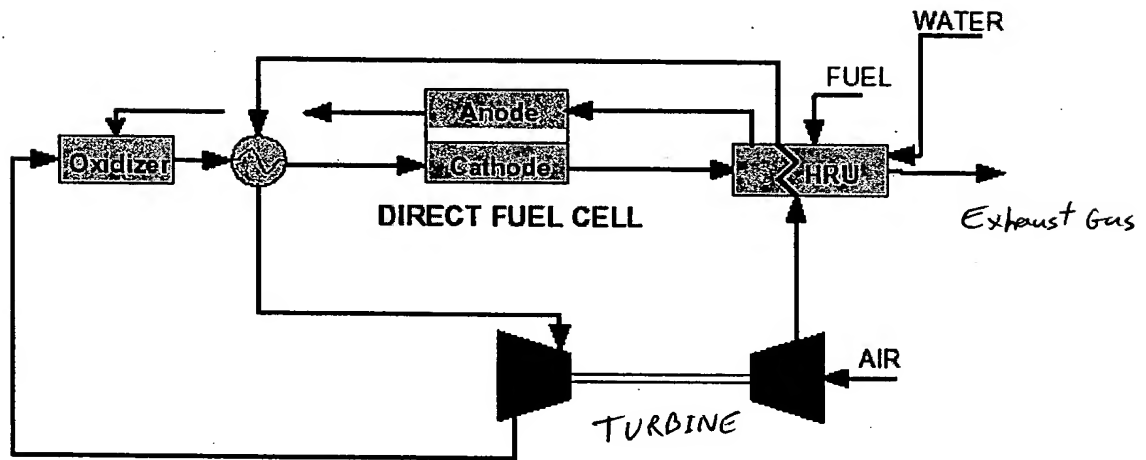 WATER
FUEL
Anode
Oxidizer
Cathode
HRU
DIRECT FUEL CELL
Exhaust Gas
AIR
TURBINE